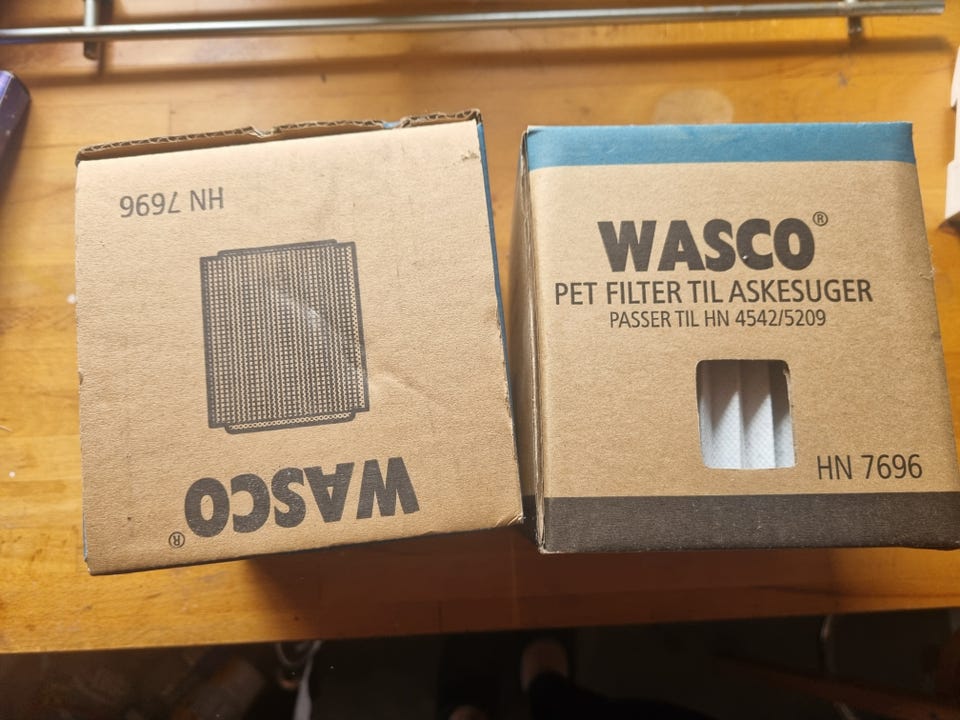 HN 7696
WASCO®
WASCO®
PET FILTER TIL ASKESUGER
PASSER TIL HN 4542/5209
HN 7696